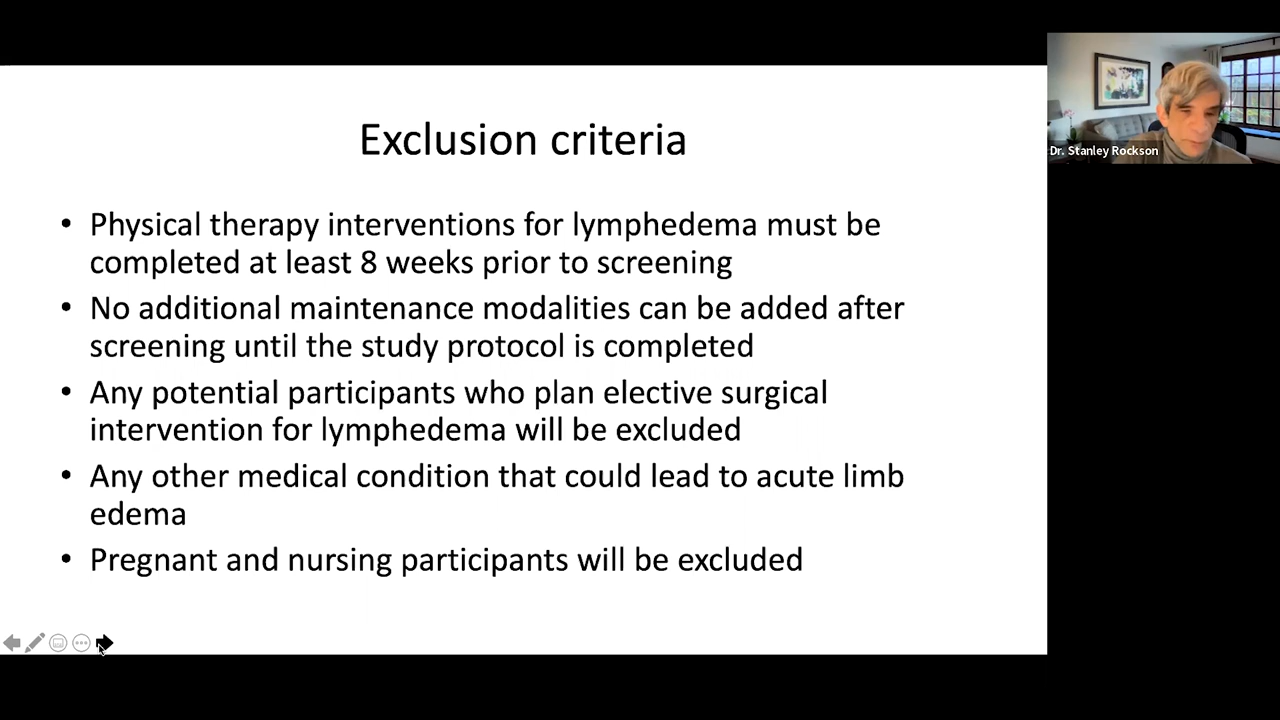 Exclusion criteria
• Physical therapy interventions for lymphedema must be
completed at least 8 weeks prior to screening
• No additional maintenance modalities can be added after
screening until the study protocol is completed
• Any potential participants who plan elective surgical
intervention for lymphedema will be excluded
• Any other medical condition that could lead to acute limb
edema
• Pregnant and nursing participants will be excluded
Dr. Stanley Rockson